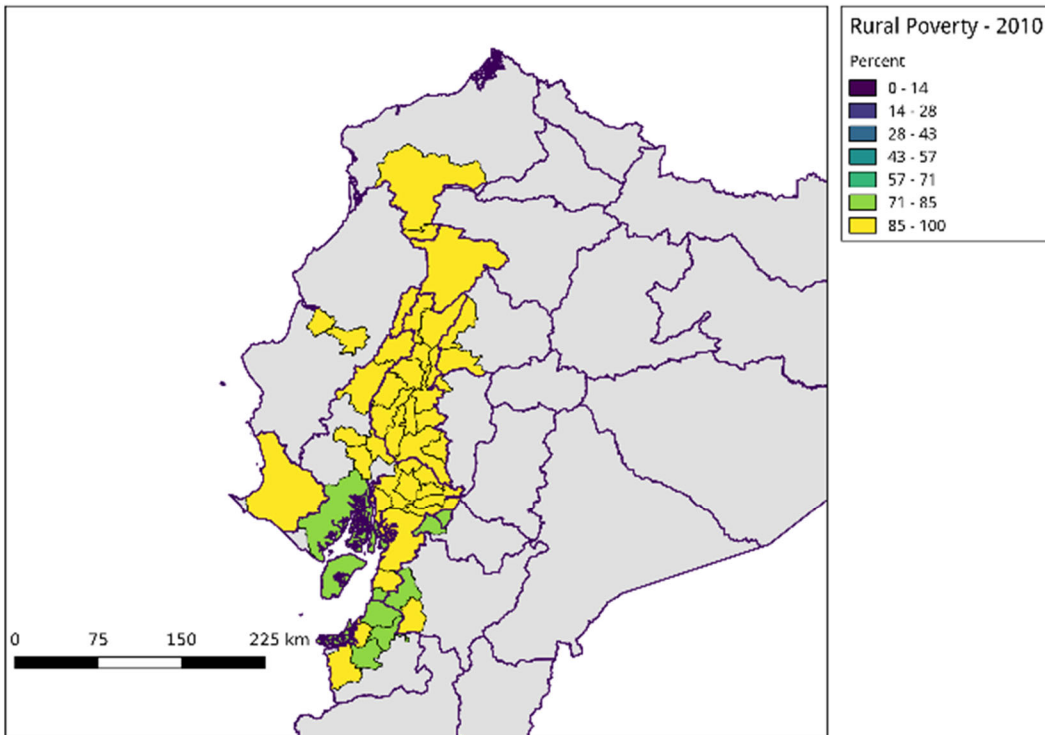 Rural Poverty - 2010
Percent
0 - 14
14 - 28
28 - 43
43 - 57
57 - 71
71 - 85
85 - 100
0 75 150 225 km